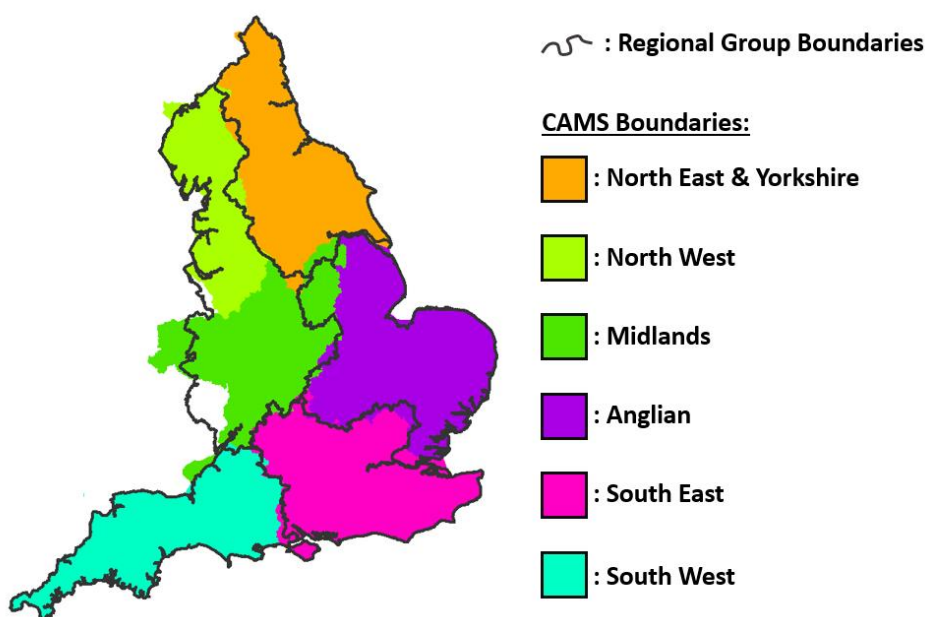 : Regional Group Boundaries
CAMS Boundaries:
: North East & Yorkshire
: North West
: Midlands
: Anglian
: South East
: South West